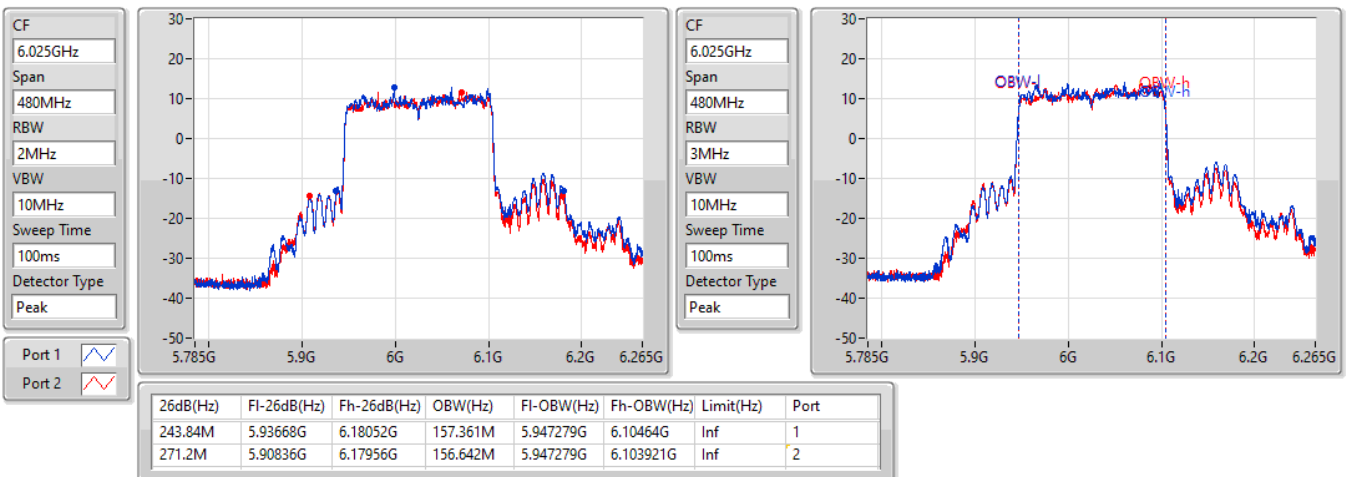 CF
6.025GHz
Span
480MHz
RBW
2MHz
VBW
10MHz
Sweep Time
100ms
Detector Type
Peak
Port 1
Port 2
30
20
10
0
-10
-20
-30
-40
-50
5.785G 5.9G 6G 6.1G 6.2G 6.265G
CF
6.025GHz
Span
480MHz
RBW
3MHz
VBW
10MHz
Sweep Time
100ms
Detector Type
Peak
30
20
10
0
-10
-20
-30
-40
-50
OBW-l
OBW-h
OBW-h
5.785G 5.9G 6G 6.1G 6.2G 6.265G
26dB(Hz) Fl-26dB(Hz) Fh-26dB(Hz) OBW(Hz) Fl-OBW(Hz) Fh-OBW(Hz) Limit(Hz) Port
243.84M 5.93668G 6.18052G 157.361M 5.947279G 6.10464G Inf 1
271.2M 5.90836G 6.17956G 156.642M 5.947279G 6.103921G Inf 2